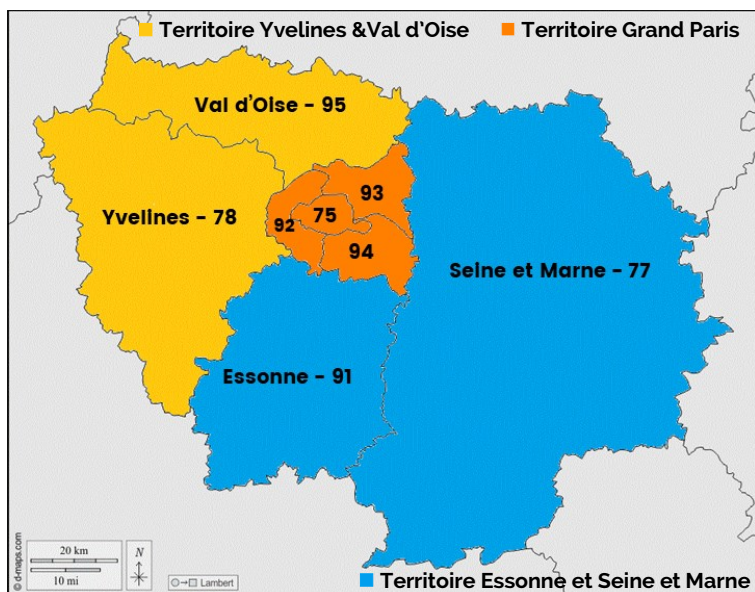 Territoire Yvelines &Val d'Oise
Territoire Grand Paris
Val d'Oise - 95
93
Yvelines - 78
75
92
94
Seine et Marne - 77
Essonne - 91
20 km
10 mi
N
Lambert
© d-maps.com
Territoire Essonne et Seine et Marne